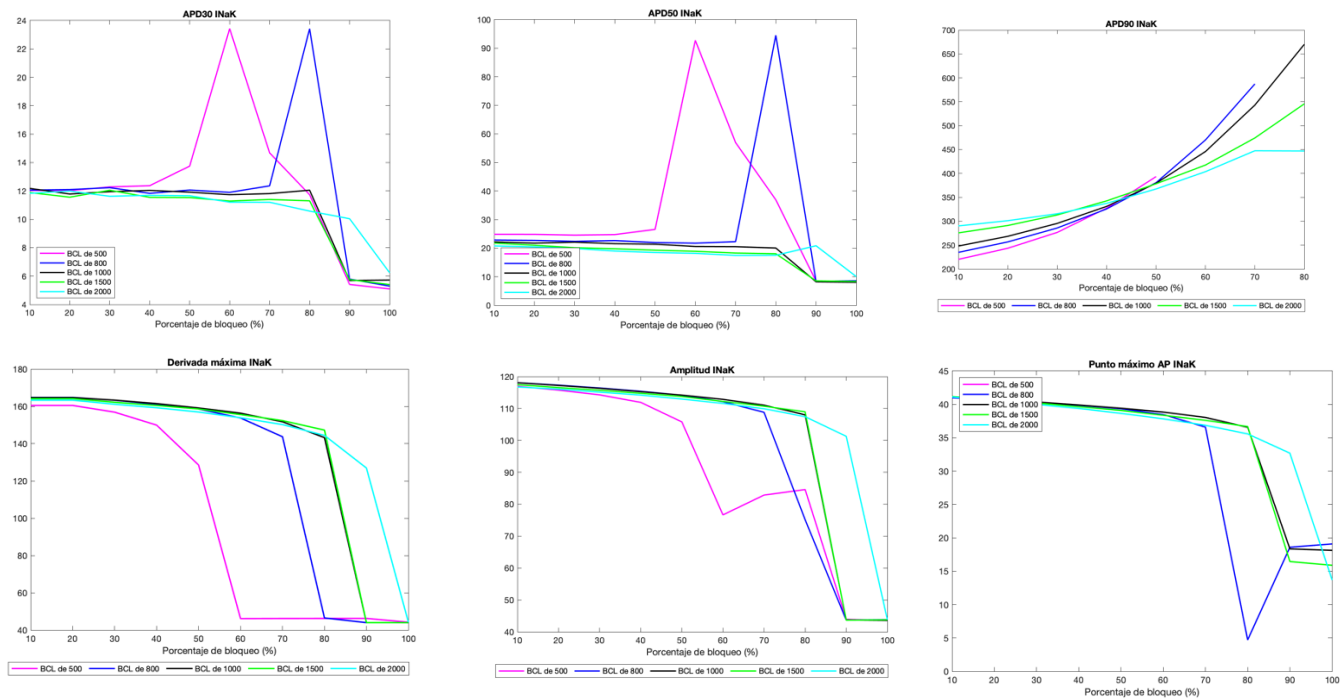 APD30 INaK
24
22
20
18
16
14
12
10
8
6
4
BCL de 500
BCL de 800
BCL de 1000
BCL de 1500
BCL de 2000
10 20 30 40 50 60 70 80 90 100
Porcentaje de bloqueo (%)
APD50 INaK
100
90
80
70
60
50
40
30
20
10
0
BCL de 500
BCL de 800
BCL de 1000
BCL de 1500
BCL de 2000
10 20 30 40 50 60 70 80 90 100
Porcentaje de bloqueo (%)
APD90 INaK
700
650
600
550
500
450
400
350
300
250
200
10 20 30 40 50 60 70 80
Porcentaje de bloqueo (%)
BCL de 500 BCL de 800 BCL de 1000 BCL de 1500 BCL de 2000
Derivada máxima INaK
180
160
140
120
100
80
60
40
10 20 30 40 50 60 70 80 90 100
Porcentaje de bloqueo (%)
BCL de 500 BCL de 800 BCL de 1000 BCL de 1500 BCL de 2000
Amplitud INaK
120
110
100
90
80
70
60
50
40
10 20 30 40 50 60 70 80 90 100
Porcentaje de bloqueo (%)
BCL de 500 BCL de 800 BCL de 1000 BCL de 1500 BCL de 2000
Punto máximo AP INaK
45
40
35
30
25
20
15
10
5
0
BCL de 500
BCL de 800
BCL de 1000
BCL de 1500
BCL de 2000
10 20 30 40 50 60 70 80 90 100
Porcentaje de bloqueo (%)